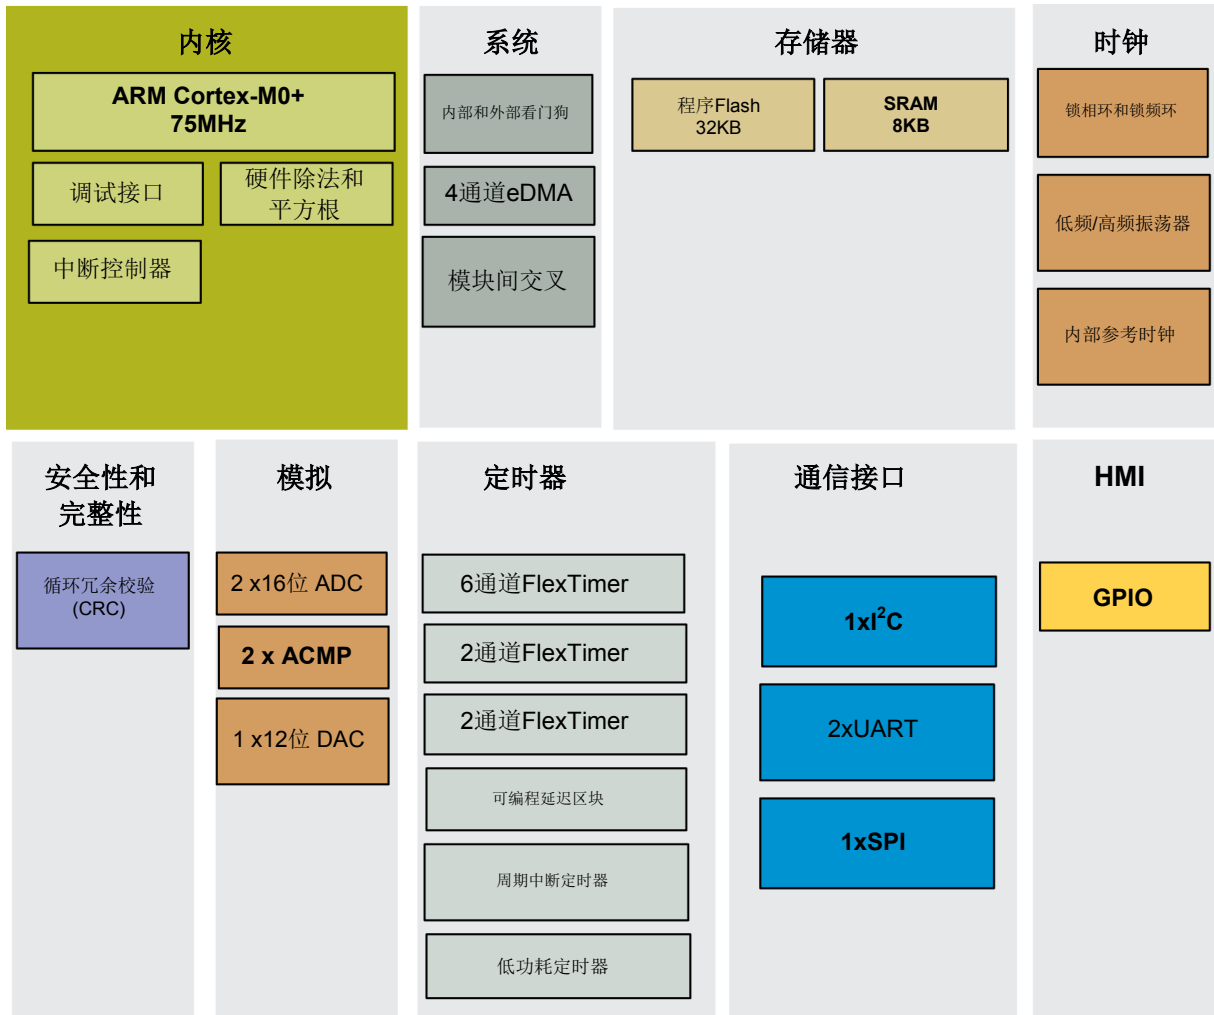 内核
ARM Cortex-M0+
75MHz
调试接口
硬件除法和
平方根
中断控制器
系统
内部和外部看门狗
4通道eDMA
模块间交叉
存储器
程序Flash
32KB
SRAM
8KB
时钟
锁相环和锁频环
低频/高频振荡器
内部参考时钟
安全性和
完整性
循环冗余校验
(CRC)
模拟
2 x16位 ADC
2 x ACMP
1 x12位 DAC
定时器
6通道FlexTimer
2通道FlexTimer
2通道FlexTimer
可编程延迟区块
周期中断定时器
低功耗定时器
通信接口
1xI²C
2xUART
1xSPI
HMI
GPIO